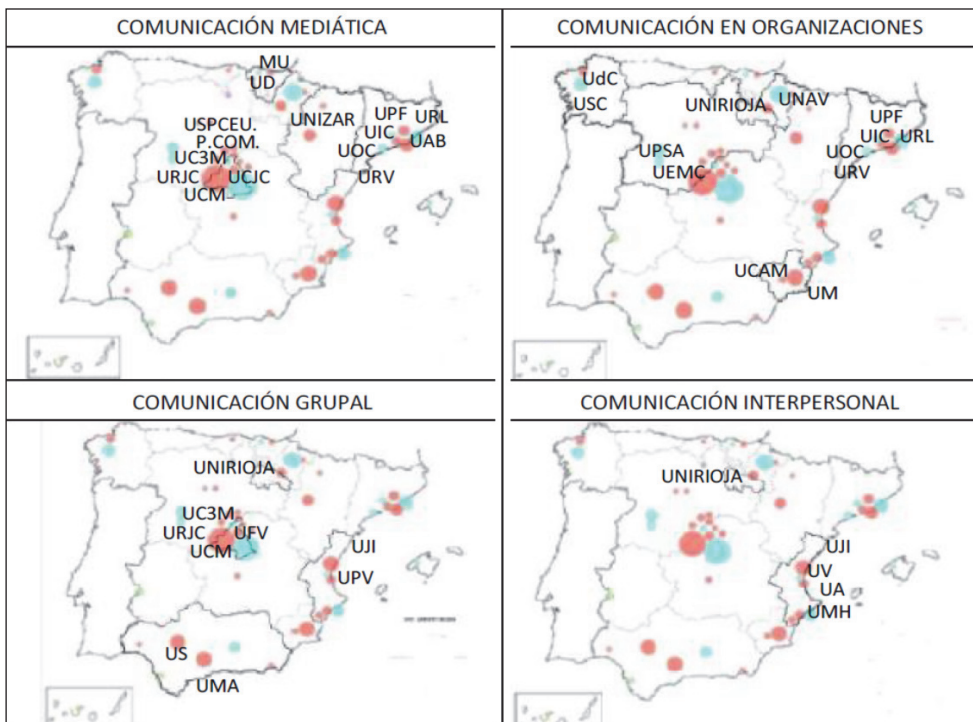 COMUNICACIÓN MEDIÁTICA
MU
UD
UNIZAR
UPF
URL
USPCEU.
P.COM.
UIC
UAB
UC3M
UOC
URJC
UCJC
URV
UCM
COMUNICACIÓN EN ORGANIZACIONES
UdC
USC
UNIRIOJA
UNAV
UPF
UIC
URL
UPSA
UOC
UEMC
URV
UCAM
UM
COMUNICACIÓN GRUPAL
UNIRIOJA
UC3M
URJC
UFV
UCM
UJI
UPV
US
UMA
COMUNICACIÓN INTERPERSONAL
UNIRIOJA
UJI
UV
UA
UMH